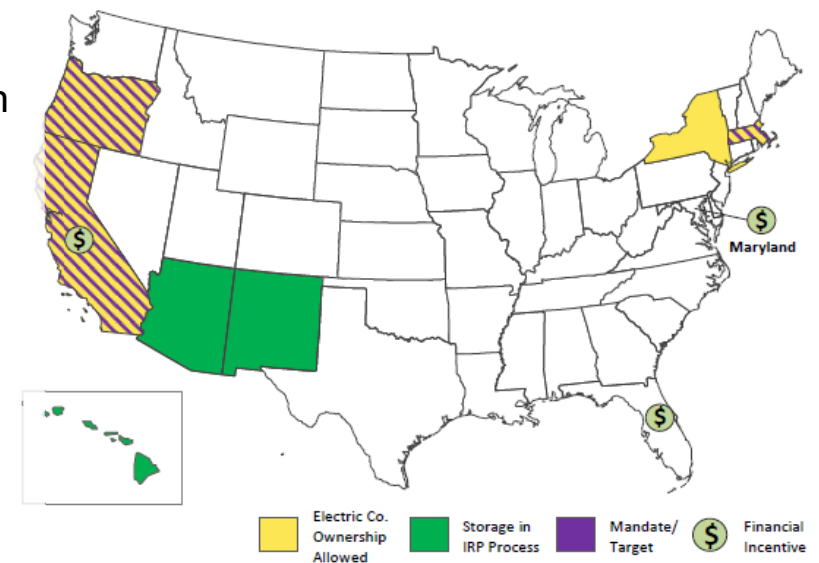 n
$
$
Maryland
$
Electric Co.
Ownership
Allowed
Storage in
IRP Process
Mandate/
Target
$
Financial
Incentive